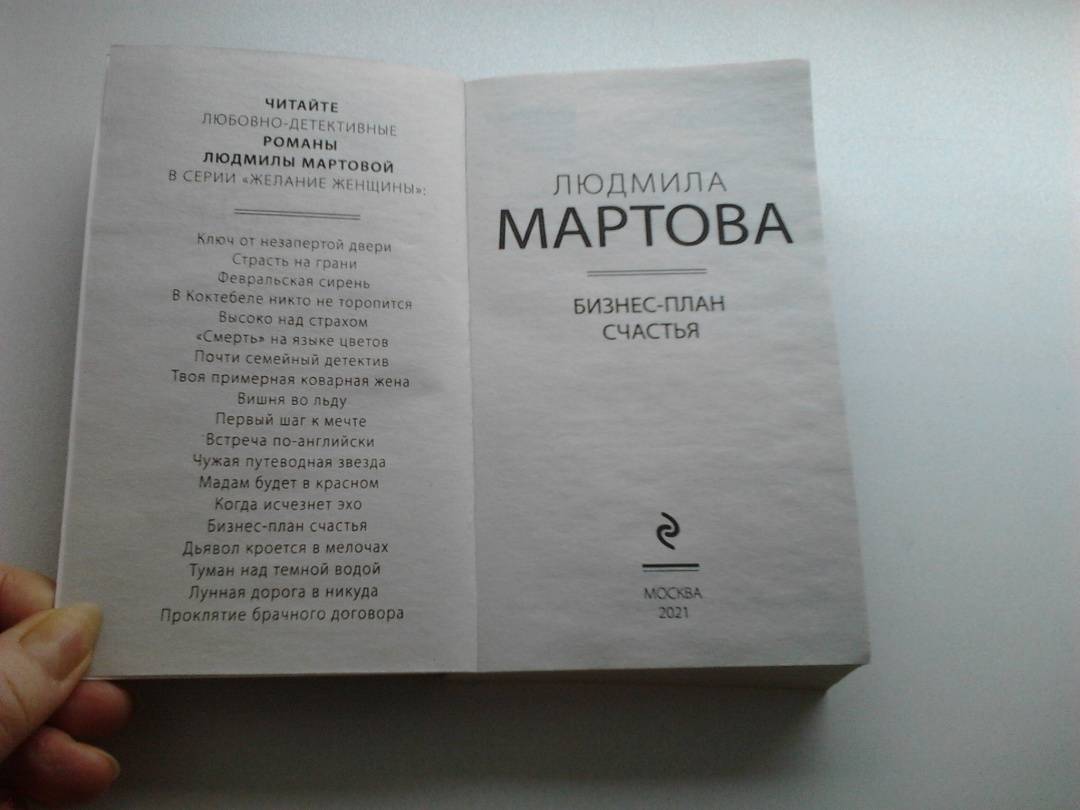 ЧИТАЙТЕ
ЛЮБОВНО-ДЕТЕКТИВНЫЕ
РОМАНЫ
ЛЮДМИЛЫ МАРТОВОЙ
В СЕРИИ «ЖЕЛАНИЕ ЖЕНЩИНЫ»:
Ключ от незапертой двери
Страсть на грани
Февральская сирень
В Коктебеле никто не торопится
Высоко над страхом
«Смерть» на языке цветов
Почти семейный детектив
Твоя примерная коварная жена
Вишня во льду
Первый шаг к мечте
Встреча по-английски
Чужая путеводная звезда
Мадам будет в красном
Когда исчезнет эхо
Бизнес-план счастья
Дьявол кроется в мелочах
Туман над темной водой
Лунная дорога в никуда
Проклятие брачного договора
ЛЮДМИЛА
МАРТОВА
БИЗНЕС-ПЛАН
СЧАСТЬЯ
МОСКВА
2021